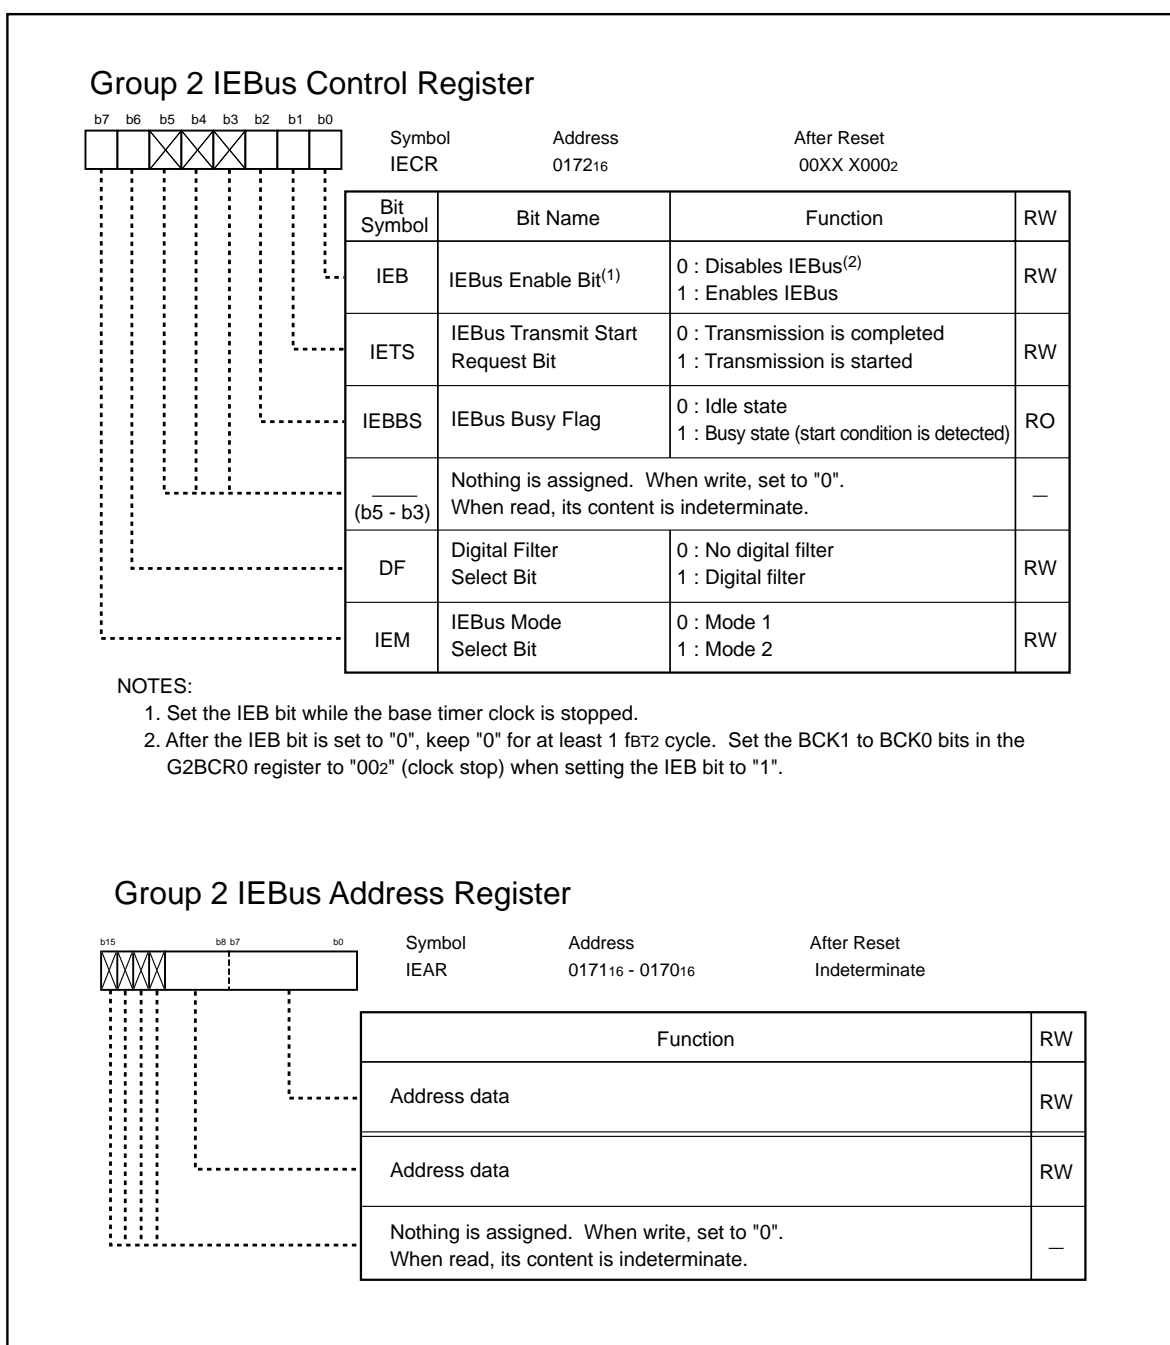 Group 2 IEBus Control Register
b7 b6 b5 b4 b3 b2 b1 b0
Symbol Address After Reset
IECR 017216 00XX X0002
Bit Symbol Bit Name Function RW
IEB IEBus Enable Bit(1) 0 : Disables IEBus(2) RW
1 : Enables IEBus
IETS IEBus Transmit Start Request Bit 0 : Transmission is completed RW
1 : Transmission is started
IEBBS IEBus Busy Flag 0 : Idle state RO
1 : Busy state (start condition is detected)
(b5 - b3) Nothing is assigned. When write, set to "0". –
When read, its content is indeterminate.
DF Digital Filter Select Bit 0 : No digital filter RW
1 : Digital filter
IEM IEBus Mode Select Bit 0 : Mode 1 RW
1 : Mode 2
NOTES:
1. Set the IEB bit while the base timer clock is stopped.
2. After the IEB bit is set to "0", keep "0" for at least 1 fBT2 cycle. Set the BCK1 to BCK0 bits in the
G2BCR0 register to "002" (clock stop) when setting the IEB bit to "1".
Group 2 IEBus Address Register
b15 b8 b7 b0
Symbol Address After Reset
IEAR 017116 - 017016 Indeterminate
Function RW
Address data RW
Address data RW
Nothing is assigned. When write, set to "0". –
When read, its content is indeterminate.